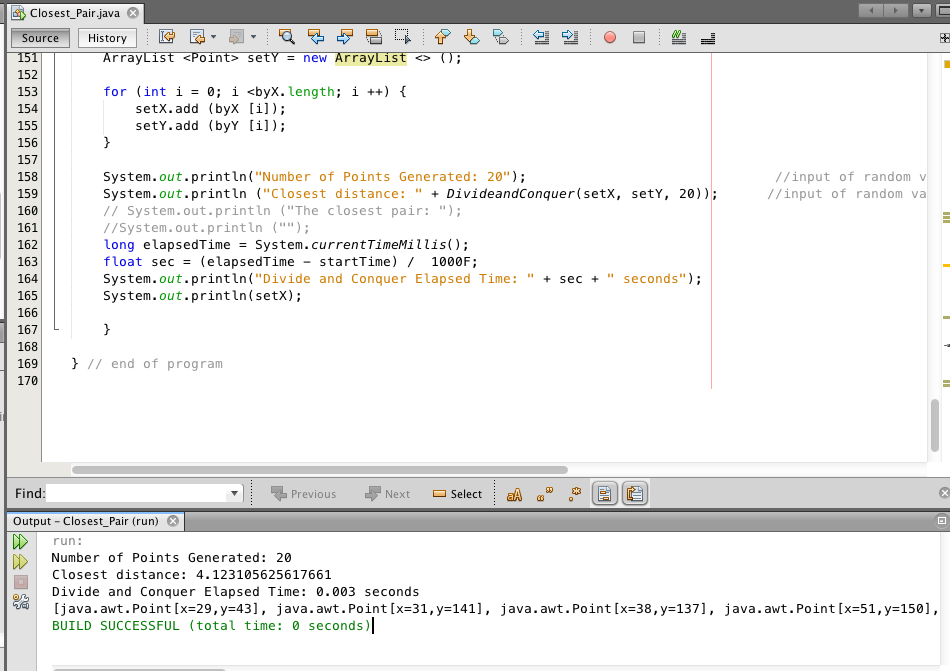 Closest_Pair.java
Source History
151 ArrayList <Point> setY = new ArrayList <> ();
152
153 for (int i = 0; i <byX.length; i ++) {
154 setX.add (byX [i]);
155 setY.add (byY [i]);
156 }
157
158 System.out.println("Number of Points Generated: 20"); //input of random v
159 System.out.println ("Closest distance: " + DivideandConquer(setX, setY, 20)); //input of random va
160 // System.out.println ("The closest pair: ");
161 //System.out.println ("");
162 long elapsedTime = System.currentTimeMillis();
163 float sec = (elapsedTime - startTime) / 1000F;
164 System.out.println("Divide and Conquer Elapsed Time: " + sec + " seconds");
165 System.out.println(setX);
166
167 }
168
169 } // end of program
170
Find: Previous Next Select
Output - Closest_Pair (run)
run:
Number of Points Generated: 20
Closest distance: 4.123105625617661
Divide and Conquer Elapsed Time: 0.003 seconds
[java.awt.Point[x=29,y=43], java.awt.Point[x=31,y=141], java.awt.Point[x=38,y=137], java.awt.Point[x=51,y=150],
BUILD SUCCESSFUL (total time: 0 seconds)